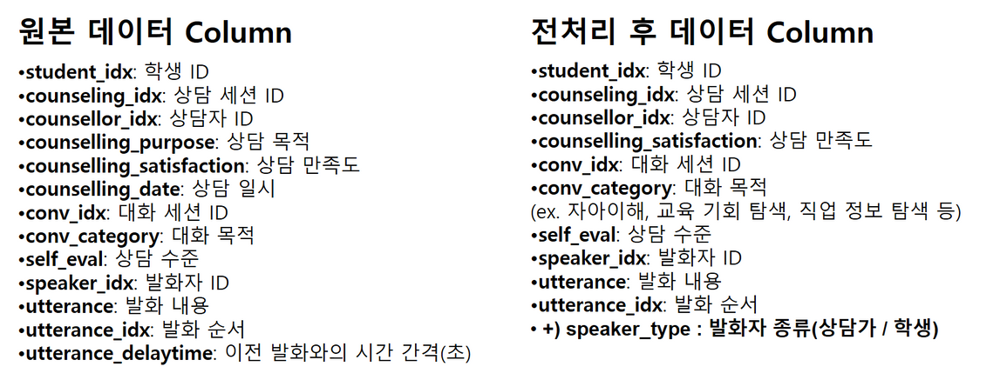 원본 데이터 Column
•student_idx: 학생 ID
•counseling_idx: 상담 세션 ID
•counsellor_idx: 상담자 ID
•counselling_purpose: 상담 목적
•counselling_satisfaction: 상담 만족도
•counselling_date: 상담 일시
•conv_idx: 대화 세션 ID
•conv_category: 대화 목적
•self_eval: 상담 수준
•speaker_idx: 발화자 ID
•utterance: 발화 내용
•utterance_idx: 발화 순서
•utterance_delaytime: 이전 발화와의 시간 간격(초)
전처리 후 데이터 Column
•student_idx: 학생 ID
•counseling_idx: 상담 세션 ID
•counsellor_idx: 상담자 ID
•counselling_satisfaction: 상담 만족도
•conv_idx: 대화 세션 ID
•conv_category: 대화 목적
(ex. 자아이해, 교육 기회 탐색, 직업 정보 탐색 등)
•self_eval: 상담 수준
•speaker_idx: 발화자 ID
•utterance: 발화 내용
•utterance_idx: 발화 순서
• +) speaker_type : 발화자 종류(상담가 / 학생)